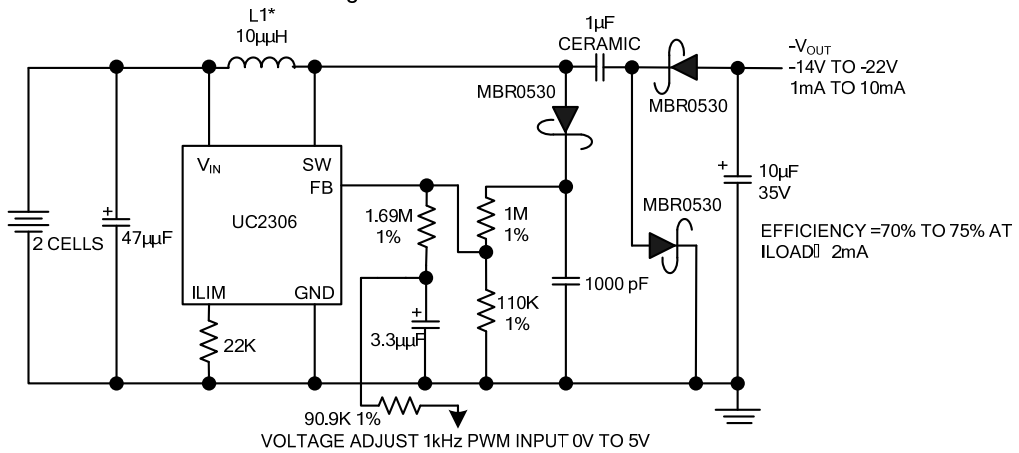 L1*
10µµH
1µF
CERAMIC
-VOUT
-14V TO -22V
1mA TO 10mA
MBR0530
MBR0530
VIN
SW
FB
UC2306
ILIM
GND
2 CELLS
47µµF
1.69M
1%
1M
1%
MBR0530
10µF
35V
EFFICIENCY =70% TO 75% AT
ILOAD▯ 2mA
1000 pF
110K
1%
3.3µµF
22K
90.9K 1%
VOLTAGE ADJUST 1kHz PWM INPUT 0V TO 5V